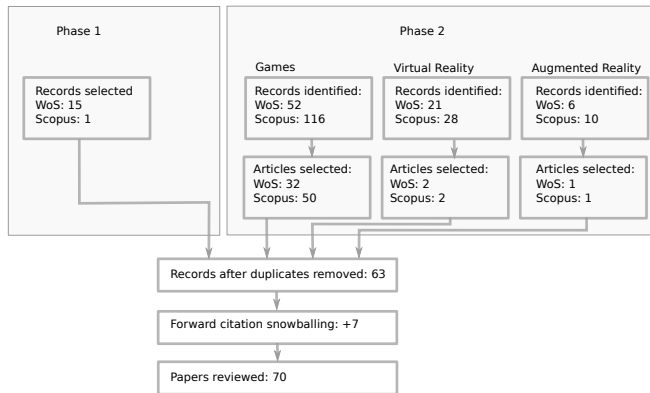 Phase 1
Records selected
WoS: 15
Scopus: 1
Phase 2
Games
Records identified:
WoS: 52
Scopus: 116
Virtual Reality
Records identified:
WoS: 21
Scopus: 28
Augmented Reality
Records identified:
WoS: 6
Scopus: 10
Articles selected:
WoS: 32
Scopus: 50
Articles selected:
WoS: 2
Scopus: 2
Articles selected:
WoS: 1
Scopus: 1
Records after duplicates removed: 63
Forward citation snowballing: +7
Papers reviewed: 70